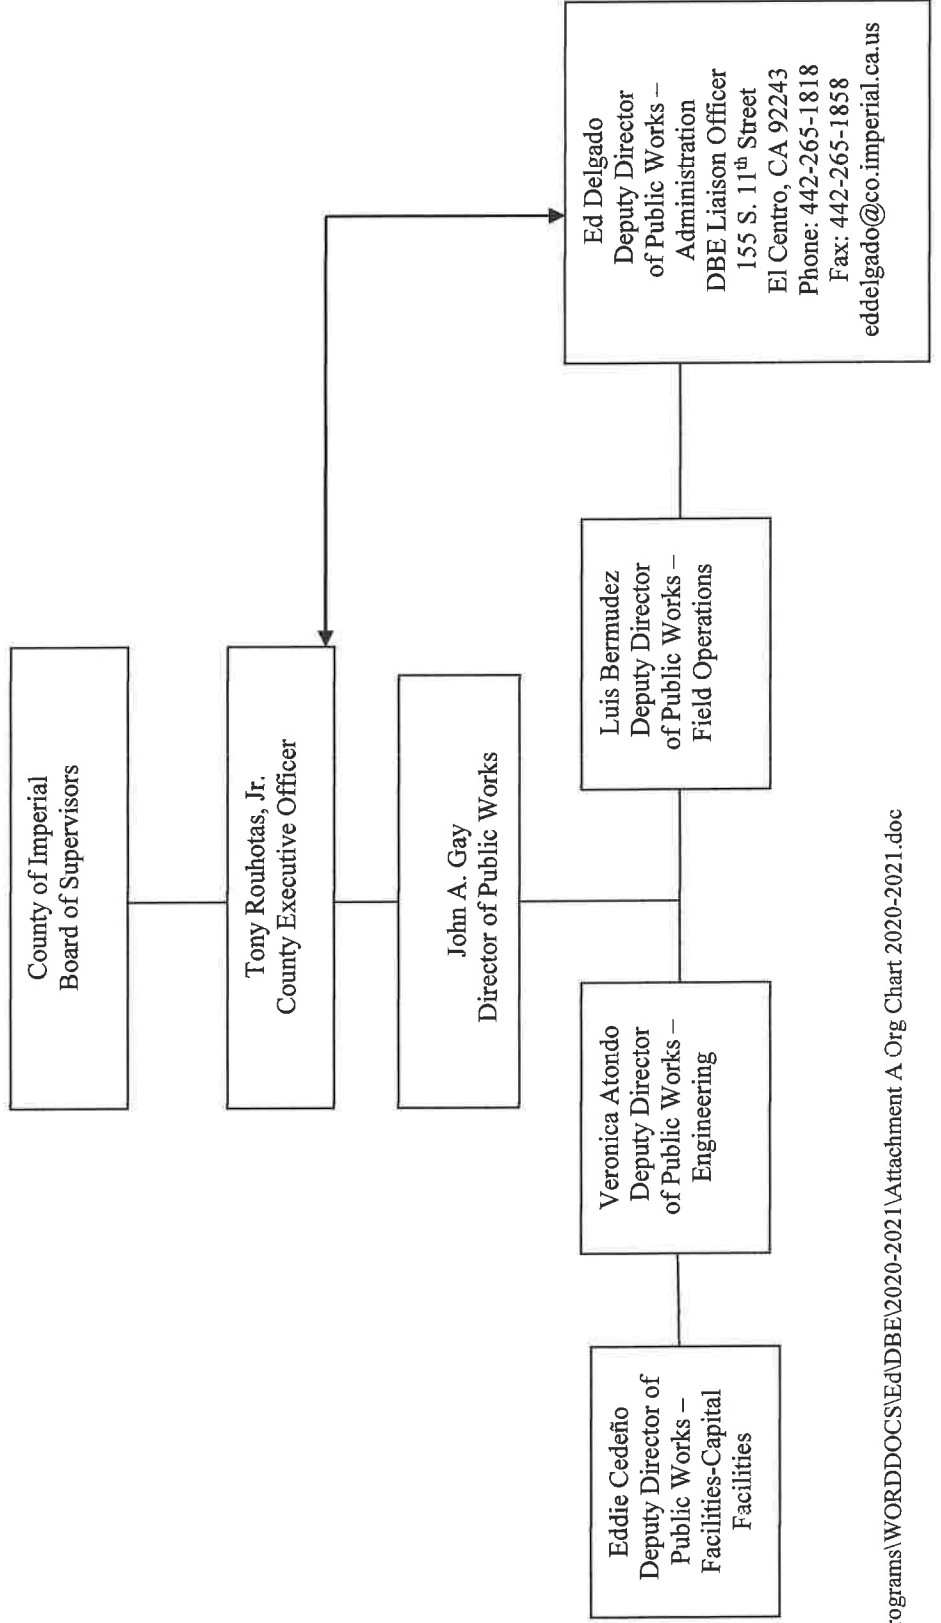 County of Imperial
Board of Supervisors
Tony Rouhotas, Jr.
County Executive Officer
John A. Gay
Director of Public Works
Eddie Cedeño
Deputy Director of
Public Works –
Facilities-Capital
Facilities
Veronica Atondo
Deputy Director
of Public Works –
Engineering
Luis Bermudez
Deputy Director
of Public Works –
Field Operations
Ed Delgado
Deputy Director
of Public Works –
Administration
DBE Liaison Officer
155 S. 11th Street
El Centro, CA 92243
Phone: 442-265-1818
Fax: 442-265-1858
eddelgado@co.imperial.ca.us
rograms\WORDDOCS\Ed\DBE\2020-2021\Attachment A Org Chart 2020-2021.doc